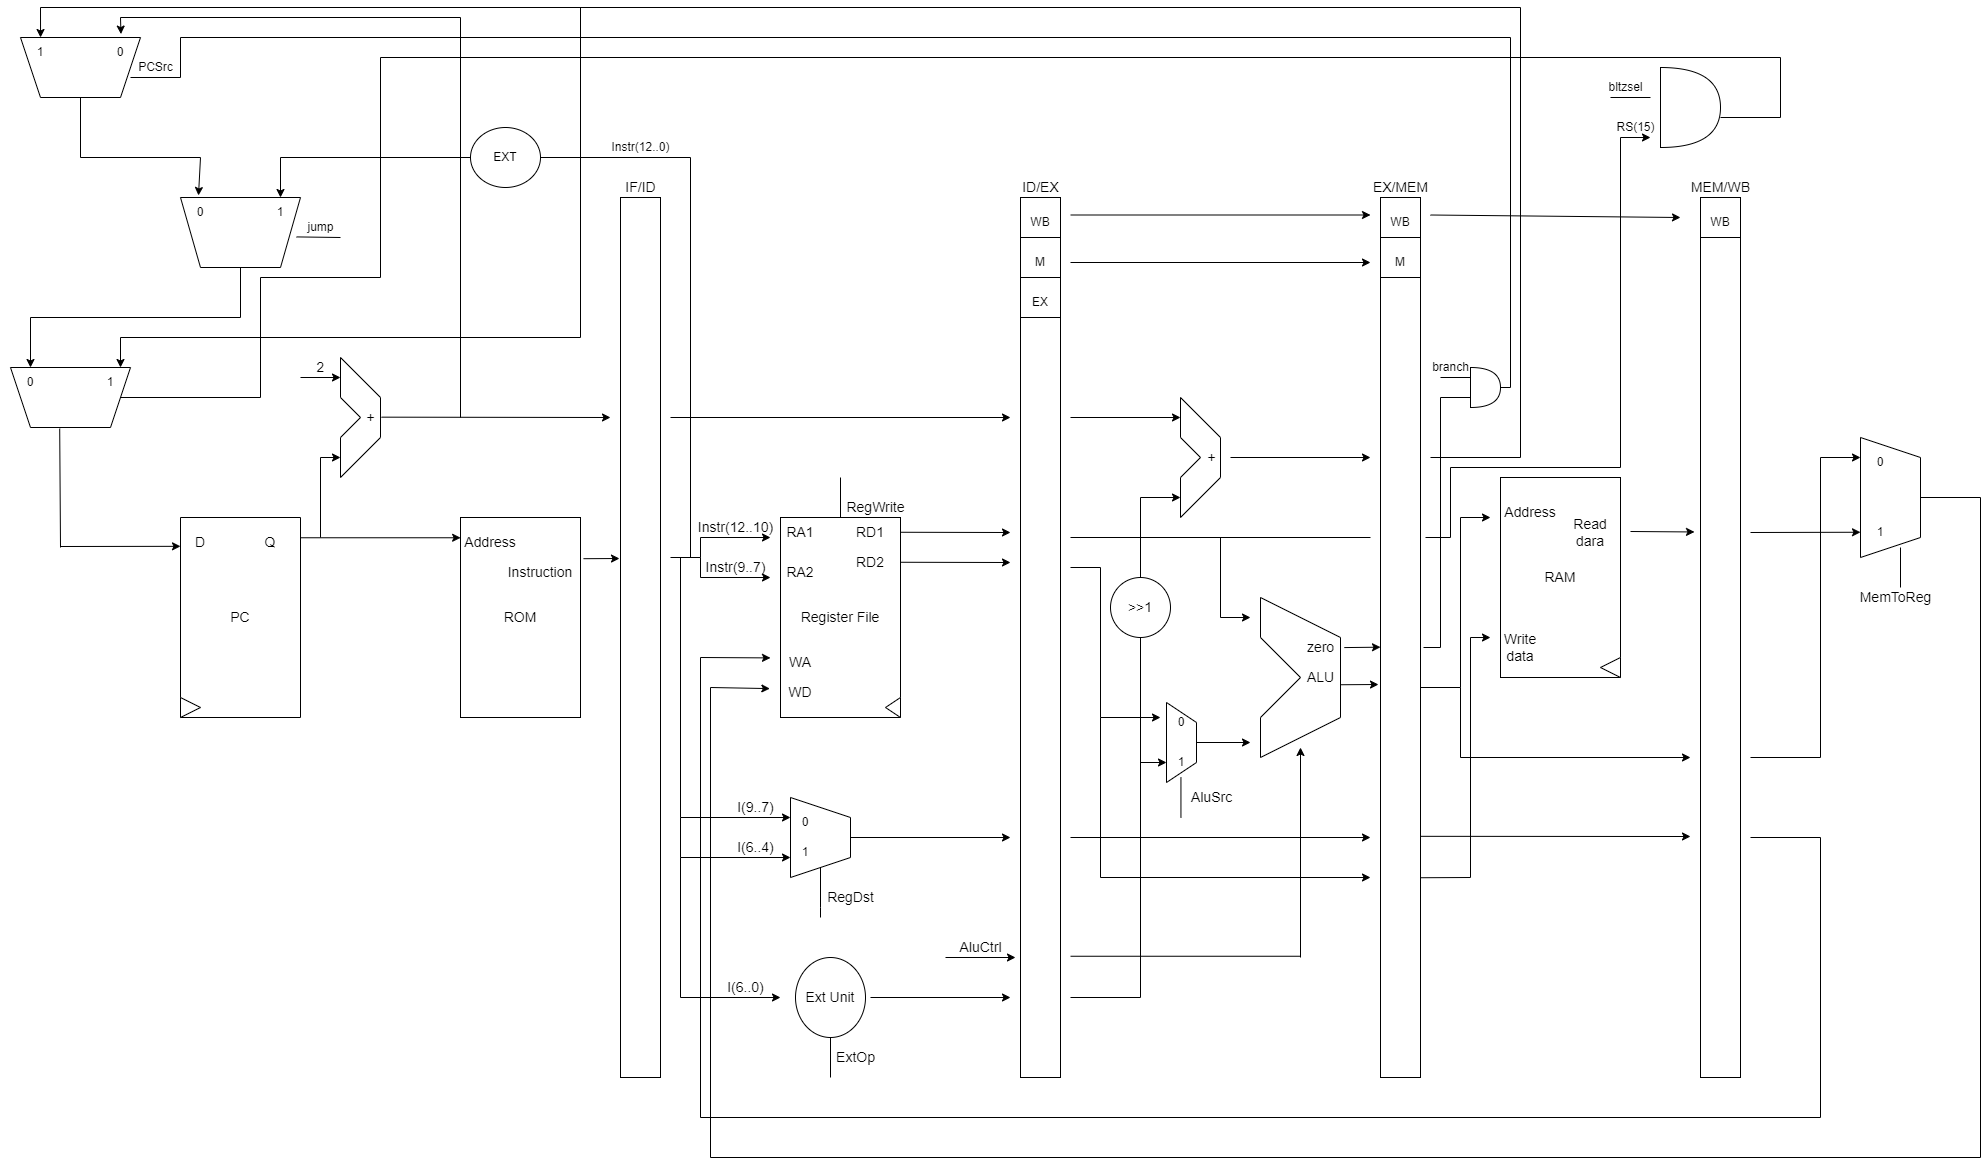 1
0
PCSrc
bltzsel
RS(15)
EXT
Instr(12..0)
IF/ID
ID/EX
EX/MEM
MEM/WB
0
1
jump
WB
WB
WB
M
M
EX
0
1
2
+
branch
+
0
1
MemToReg
D
Q
PC
Address
Instruction
ROM
RegWrite
Instr(12..10)
Instr(9..7)
RA1
RD1
RA2
RD2
Register File
WA
WD
>>1
zero
ALU
0
1
AluSrc
Address
Read
dara
RAM
Write
data
I(9..7)
I(6..4)
0
1
RegDst
AluCtrl
I(6..0)
Ext Unit
ExtOp